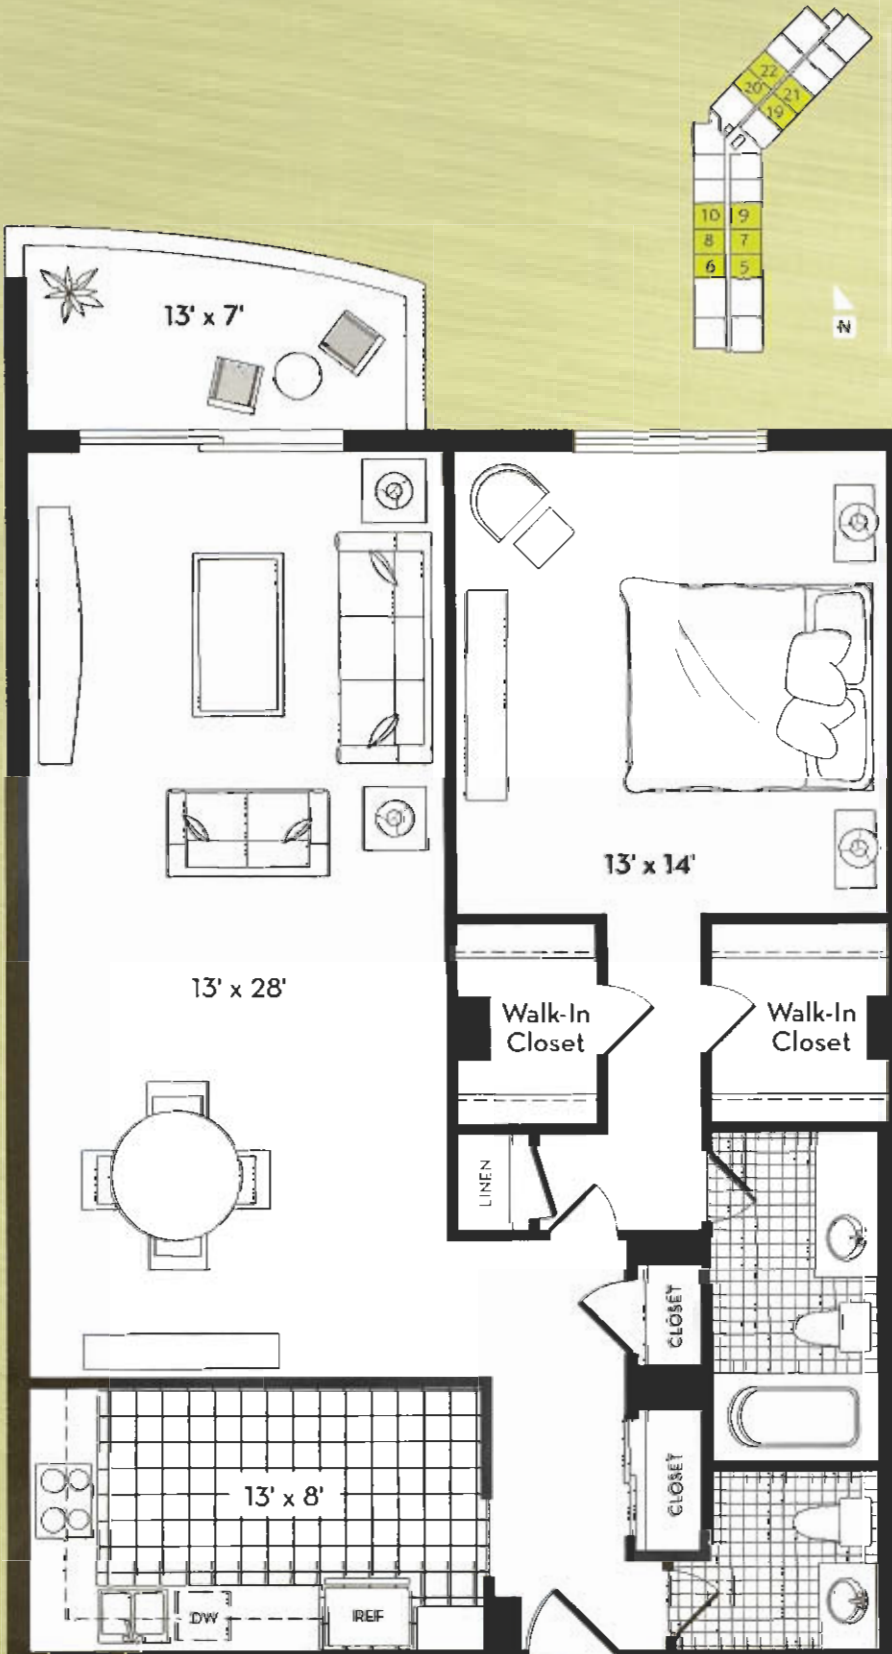 22
20
21
19
10 9
8 7
6 5
N
13' x 7'
13' x 14'
13' x 28'
Walk-In
Closet
Walk-In
Closet
LINEN
CLOSET
CLOSET
13' x 8'
DW
REF